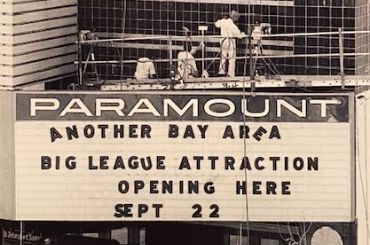 PARAMOUNT
ANOTHER BAY AREA
BIG LEAGUE ATTRACTION
OPENING HERE
SEPT 22